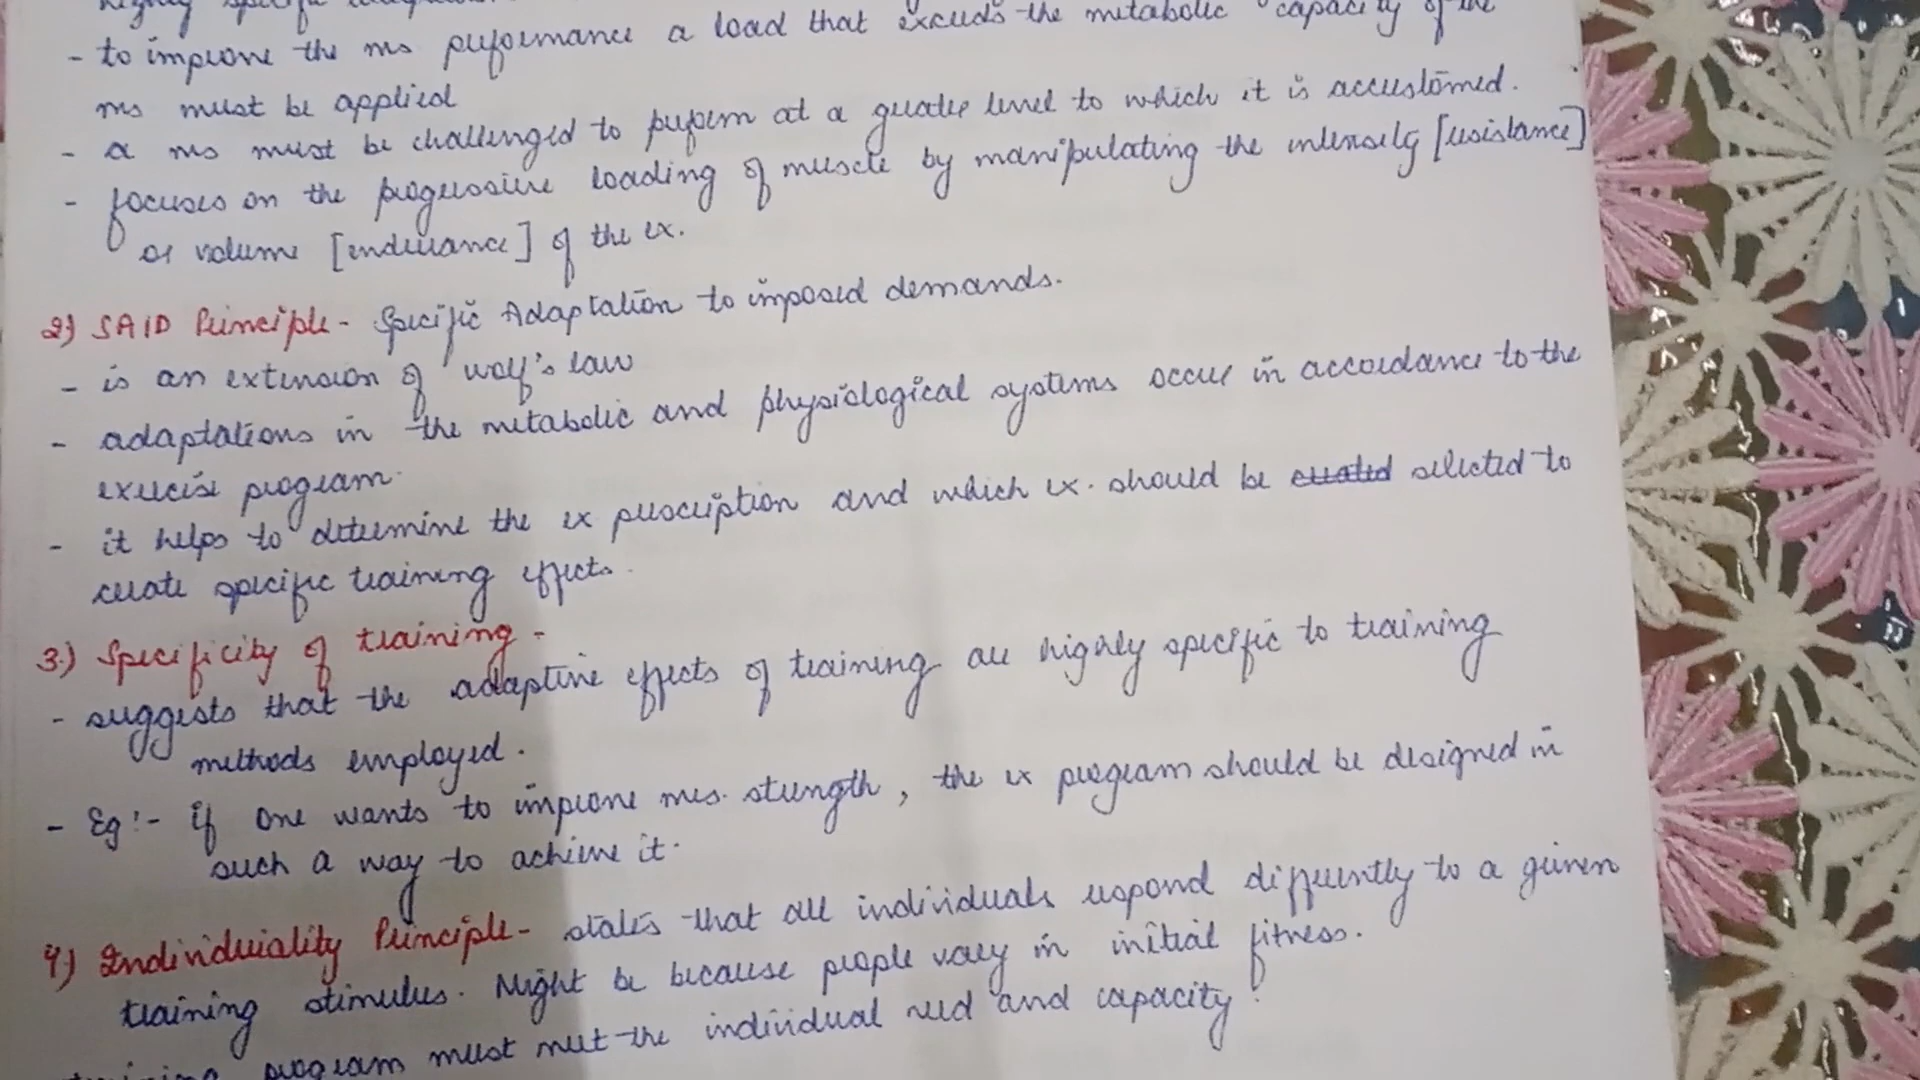 highly specific
- to improve the ms performance a load that exceeds the metabolic capacity of the
ms must be applied
- a ms must be challenged to perform at a greater level to which it is accustomed.
- focuses on the progressive loading of muscle by manipulating the intensity [resistance]
or volume [endurance] of the ex.
2) SAID Principle - Specific Adaptation to imposed demands.
- is an extension of wolf's law
- adaptations in the metabolic and physiological systems occur in accordance to the
exercise program.
- it helps to determine the ex prescription and which ex. should be created selected to
create specific training effects.
3.) Specificity of training -
- suggests that the adaptive effects of training are highly specific to training
methods employed.
- Eg :- if one wants to improve mus. strength, the ex program should be designed in
such a way to achieve it.
4) Individuiality Principle - states that all individuals respond differently to a given
training stimulus. Might be because people vary in initial fitness.
training program must meet the individual need and capacity.